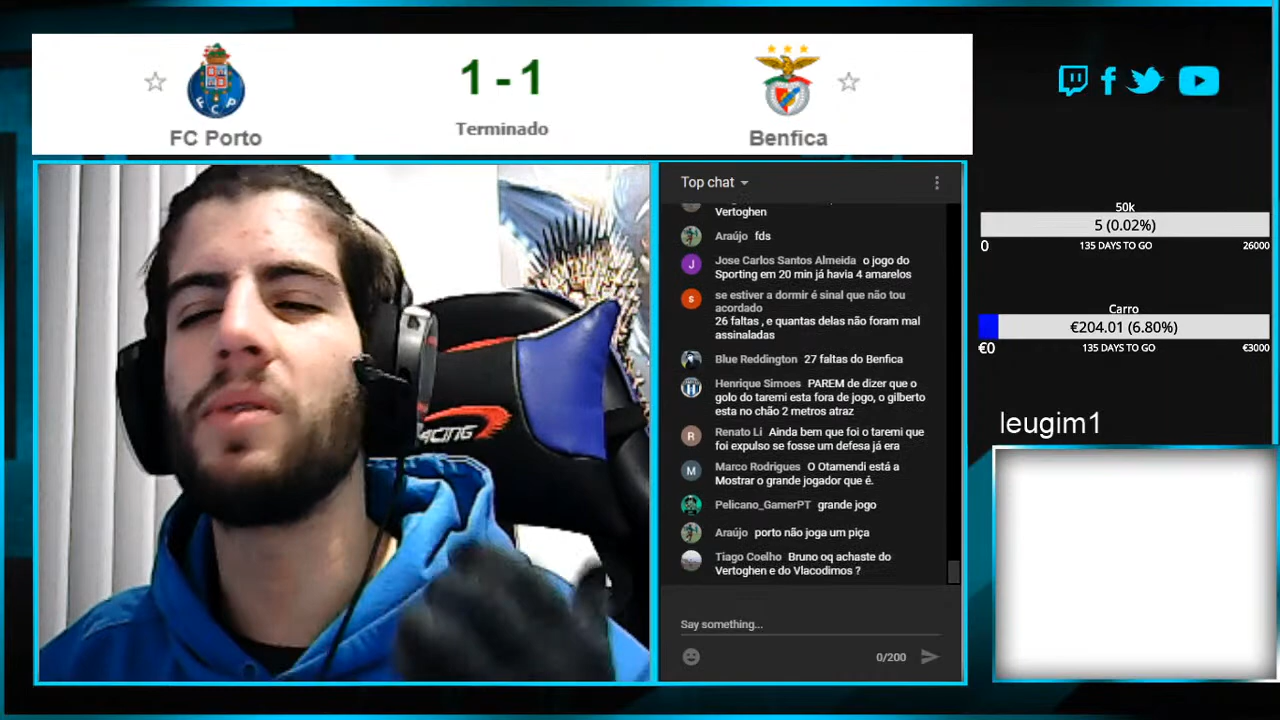 1 - 1
Terminado
FC Porto
Benfica
FCP
Top chat
Vertoghen
Araújo fds
Jose Carlos Santos Almeida o jogo do
Sporting em 20 min já havia 4 amarelos
se estiver a dormir é sinal que não tou
acordado
26 faltas , e quantas delas não foram mal
assinaladas
Blue Reddington 27 faltas do Benfica
Henrique Simoes PAREM de dizer que o
golo do taremi esta fora de jogo, o gilberto
esta no chão 2 metros atraz
Renato Li Ainda bem que foi o taremi que
foi expulso se fosse um defesa já era
Marco Rodrigues O Otamendi está a
Mostrar o grande jogador que é.
Pelicano_GamerPT grande jogo
Araújo porto não joga um piça
Tiago Coelho Bruno oq achaste do
Vertoghen e do Vlacodimos ?
Say something...
0/200
J
s
R
M
RACING
50k
5 (0.02%)
0
135 DAYS TO GO
26000
Carro
€204.01 (6.80%)
€0
135 DAYS TO GO
€3000
leugim1